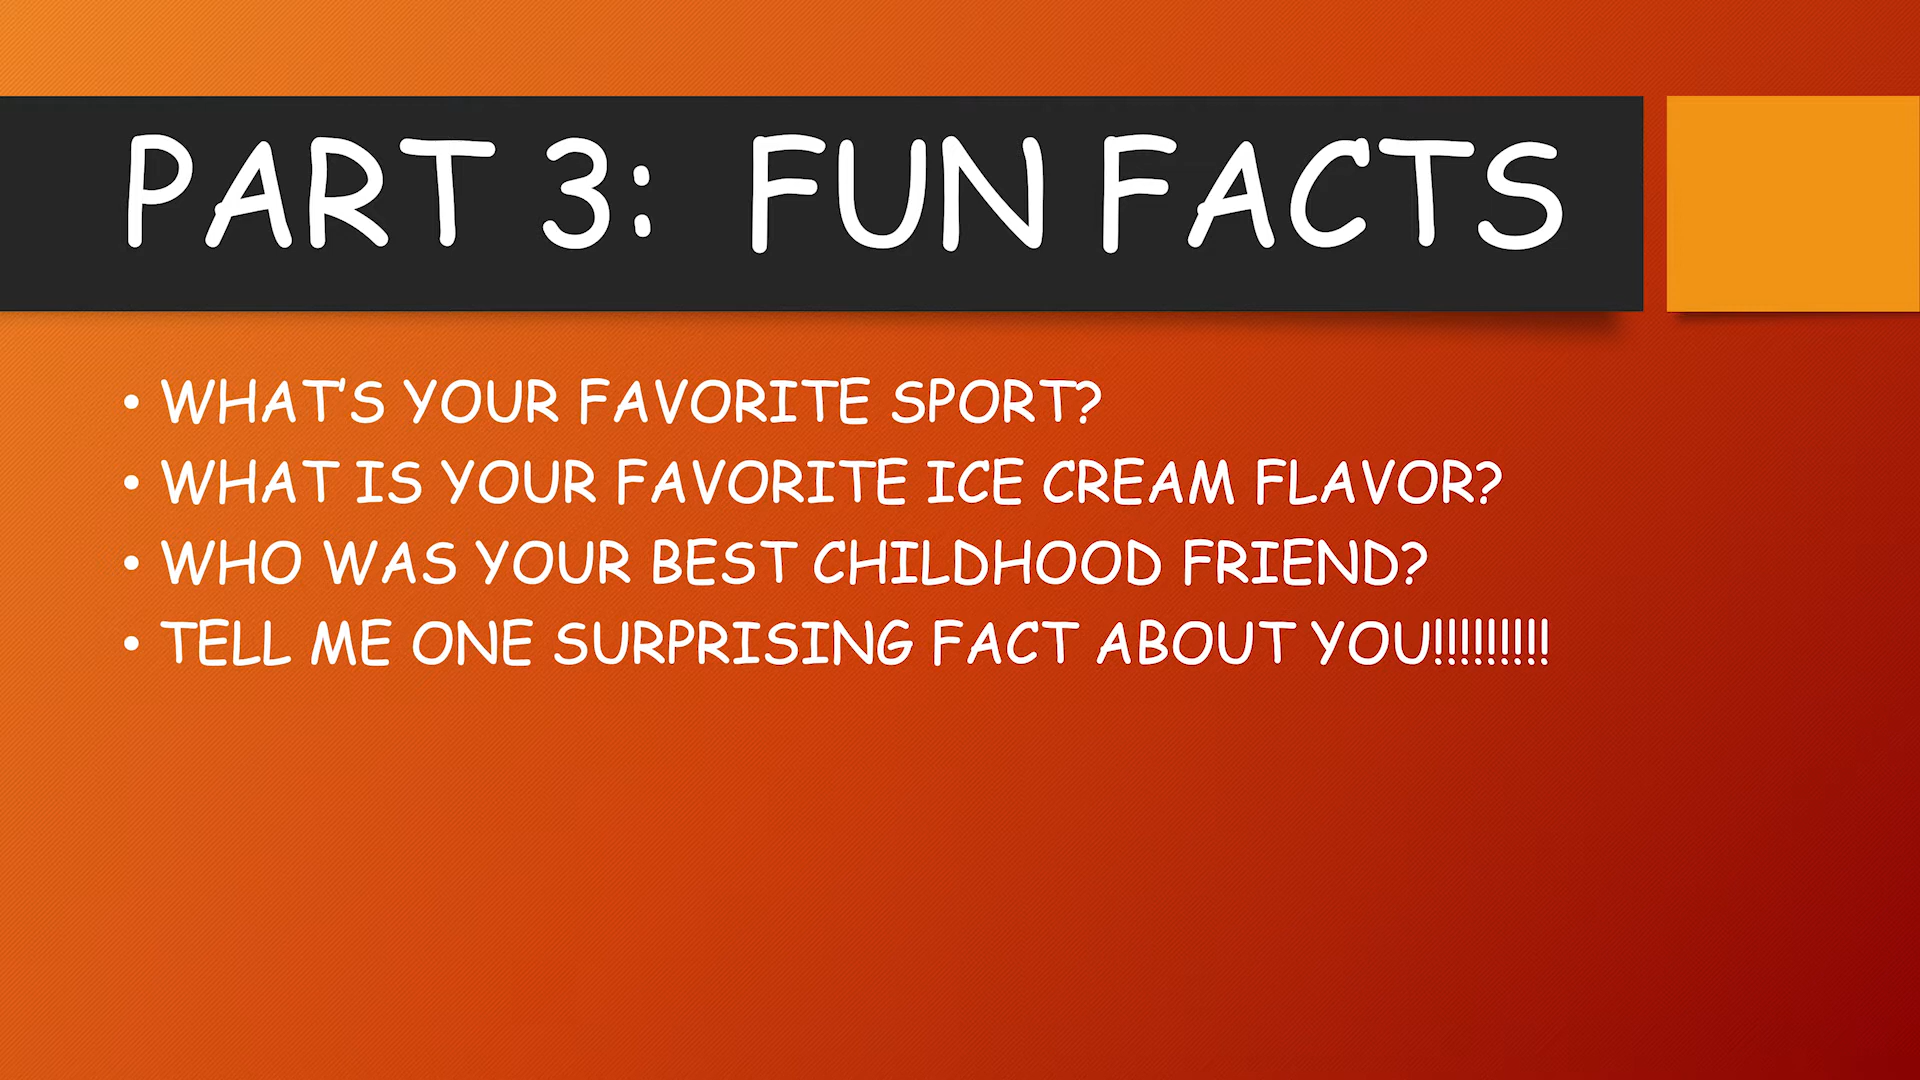 PART 3: FUN FACTS
• WHAT'S YOUR FAVORITE SPORT?
• WHAT IS YOUR FAVORITE ICE CREAM FLAVOR?
• WHO WAS YOUR BEST CHILDHOOD FRIEND?
• TELL ME ONE SURPRISING FACT ABOUT YOU!!!!!!!!!